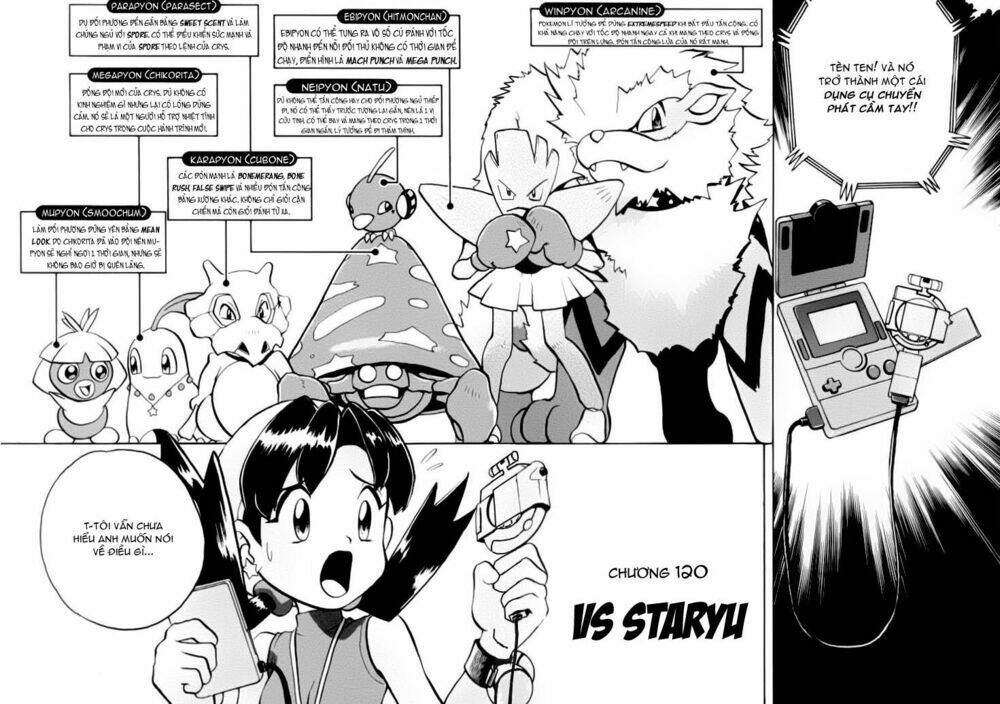 PARAPYON (PARASECT)
DỤ ĐỐI PHƯƠNG ĐẾN GẦN BẰNG SWEET SCENT VÀ LÀM
CHÚNG NGỦ VỚI SPORE. CÓ THỂ ĐIỀU KHIỂN SỨC MẠNH VÀ
PHẠM VI CỦA SPORE THEO LỆNH CỦA CRYS.
MEGAPYON (CHIKORITA)
ĐỒNG ĐỘI MỚI CỦA CRYS. DÙ KHÔNG CÓ
KINH NGHIỆM GÌ NHƯNG LẠI CÓ LÒNG DŨNG
CẢM. NÓ SẼ LÀ MỘT NGƯỜI HỖ TRỢ NHIỆT TÌNH
CHO CRYS TRONG CUỘC HÀNH TRÌNH MỚI.
EBIPYON (HITMONCHAN)
EBIPYON CÓ THỂ TUNG RA VÔ SỐ CÚ ĐÁNH VỚI TỐC
ĐỘ NHANH ĐẾN NỖI ĐỐI THỦ KHÔNG CÓ THỜI GIAN ĐỂ
CHẠY, ĐIỂN HÌNH LÀ MACH PUNCH VÀ MEGA PUNCH.
NEIPYON (NATU)
DÙ KHÔNG THỂ TẤN CÔNG HAY CHO ĐỐI PHƯƠNG NGỦ THIẾP
ĐI, NÓ CÓ THỂ THẤY TRƯỚC TƯƠNG LAI GẦN, NÊN LÀ 1 VỊ
CỨU TINH. CÓ THỂ BAY VÀ MANG THEO CRYS TRONG 1 THỜI
GIAN NGẮN. LÍ TƯỞNG ĐỂ ĐI THÁM THÍNH.
WINPYON (ARCANINE)
POKEMON LÍ TƯỞNG ĐỂ DÙNG EXTREMESPEED KHI BẮT ĐẦU TẤN CÔNG. CÓ
KHẢ NĂNG CHẠY VỚI TỐC ĐỘ NHANH NGAY CẢ KHI MANG THEO CRYS VÀ ĐỒNG
ĐỘI TRÊN LƯNG. ĐÒN TẤN CÔNG LỬA CỦA NÓ RẤT MẠNH.
KARAPYON (CUBONE)
CÁC ĐÒN MẠNH LÀ BONEMERANG, BONE
RUSH, FALSE SWIPE VÀ NHIỀU ĐÒN TẤN CÔNG
BẰNG XƯƠNG KHÁC. KHÔNG CHỈ GIỎI CẬN
CHIẾN MÀ CÒN GIỎI ĐÁNH TỪ XA.
MUPYON (SMOOCHUM)
LÀM ĐỐI PHƯƠNG ĐỨNG YÊN BẰNG MEAN
LOOK. DO CHIKORITA ĐÃ VÀO ĐỘI NÊN MU-
PYON SẼ NGHỈ NGƠI 1 THỜI GIAN, NHƯNG SẼ
KHÔNG BAO GIỜ BỊ QUÊN LÃNG.
TÈN TEN! VÀ NÓ
TRỞ THÀNH MỘT CÁI
DỤNG CỤ CHUYỂN
PHÁT CẦM TAY!!
T-TÔI VẪN CHƯA
HIỂU ANH MUỐN NÓI
VỀ ĐIỀU GÌ...
CHƯƠNG 120
VS STARYU